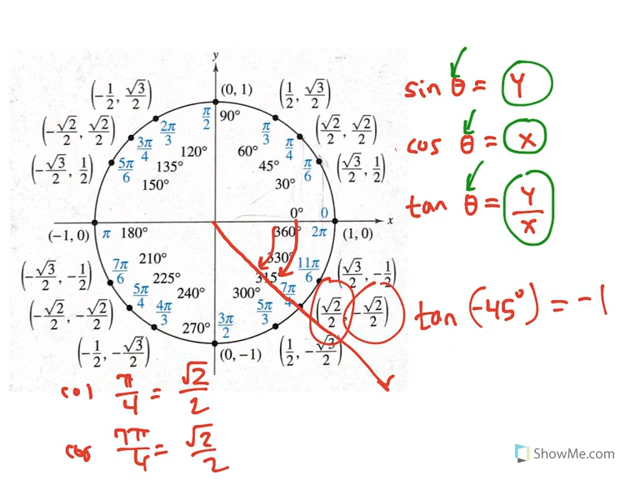 y
(-1/2, √3/2) (0, 1) (1/2, √3/2)
sin θ = y
(-√2/2, √2/2) 2π/3 π/2 90° π/3 (√2/2, √2/2)
3π/4 120° 60° π/4
cos θ = x
(-√3/2, 1/2) 5π/6 135° 45° π/6 (√3/2, 1/2)
150° 30°
tan θ = y/x
0° 0
x
(-1, 0) π 180° 360° 2π (1, 0)
(-√3/2, -1/2) 7π/6 210° 330° 11π/6 (√3/2, -1/2)
225° 315°
(-√2/2, -√2/2) 5π/4 240° 300° 7π/4 (√2/2, -√2/2)
tan (-45°) = -1
4π/3 270° 3π/2 5π/3
(-1/2, -√3/2) (0, -1) (1/2, -√3/2)
cos π/4 = √2/2
cos 7π/4 = √2/2
ShowMe.com